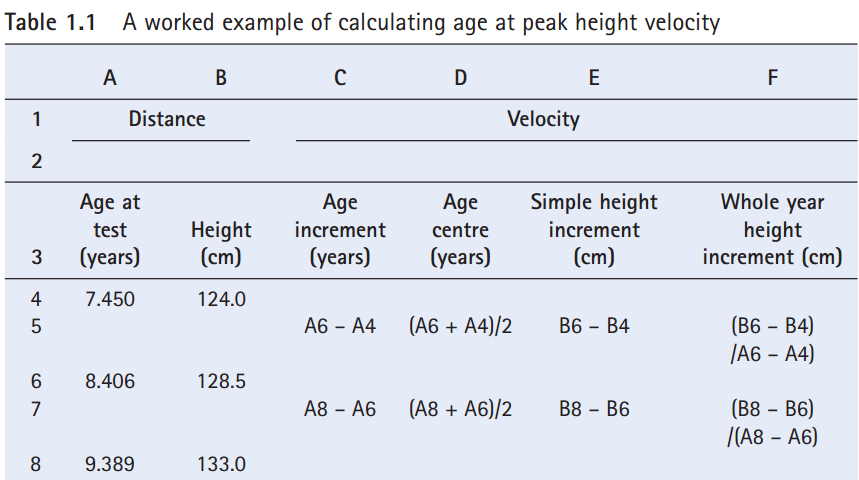 Table 1.1 A worked example of calculating age at peak height velocity
A B C D E F
1 Distance Velocity
2
Age at Age Age Simple height Whole year
test Height increment centre increment height
3 (years) (cm) (years) (years) (cm) increment (cm)
4 7.450 124.0
5 A6 – A4 (A6 + A4)/2 B6 – B4 (B6 – B4)
/A6 – A4)
6 8.406 128.5
7 A8 – A6 (A8 + A6)/2 B8 – B6 (B8 – B6)
/(A8 – A6)
8 9.389 133.0